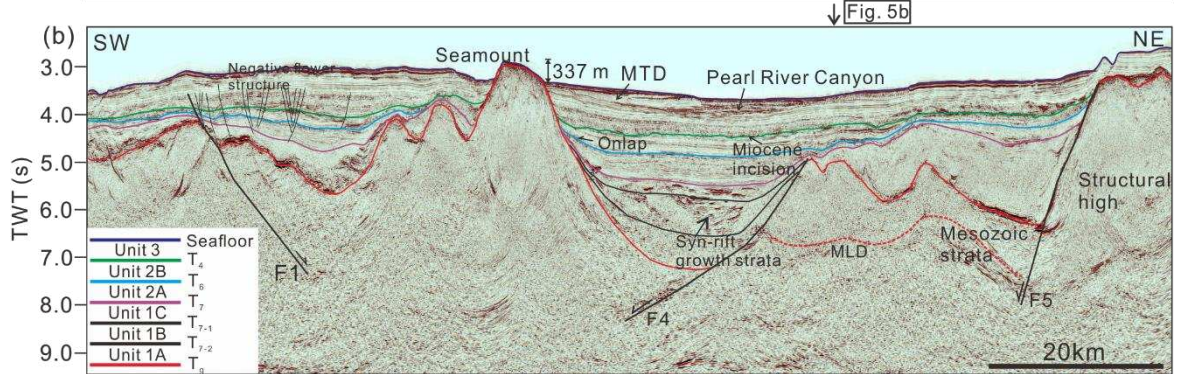 Fig. 5b
(b)
SW
NE
Seamount
337 m
MTD
Pearl River Canyon
Negative flower
structure
3.0
4.0
5.0
6.0
7.0
8.0
9.0
TWT (s)
Onlap
Miocene
incision
Structural
high
Syn-rift
growth strata
MLD
Mesozoic
strata
F1
F4
F5
20km
Seafloor
Unit 3
T4
Unit 2B
T6
Unit 2A
T7
Unit 1C
T7-1
Unit 1B
T7-2
Unit 1A
Tg